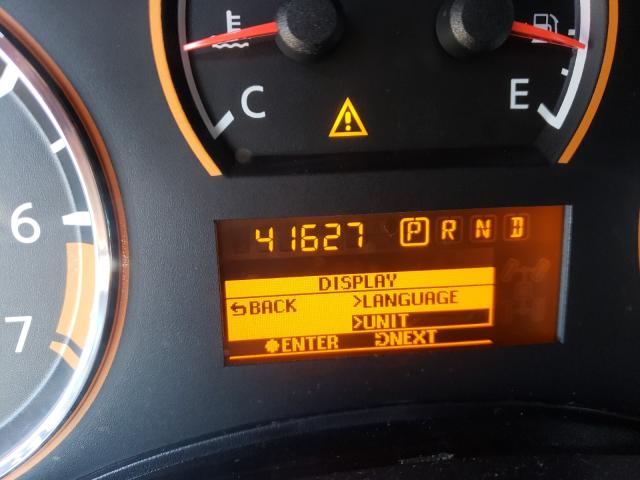 C
E
6
7
41627 P R N D
DISPLAY
BACK >LANGUAGE
>UNIT
ENTER NEXT